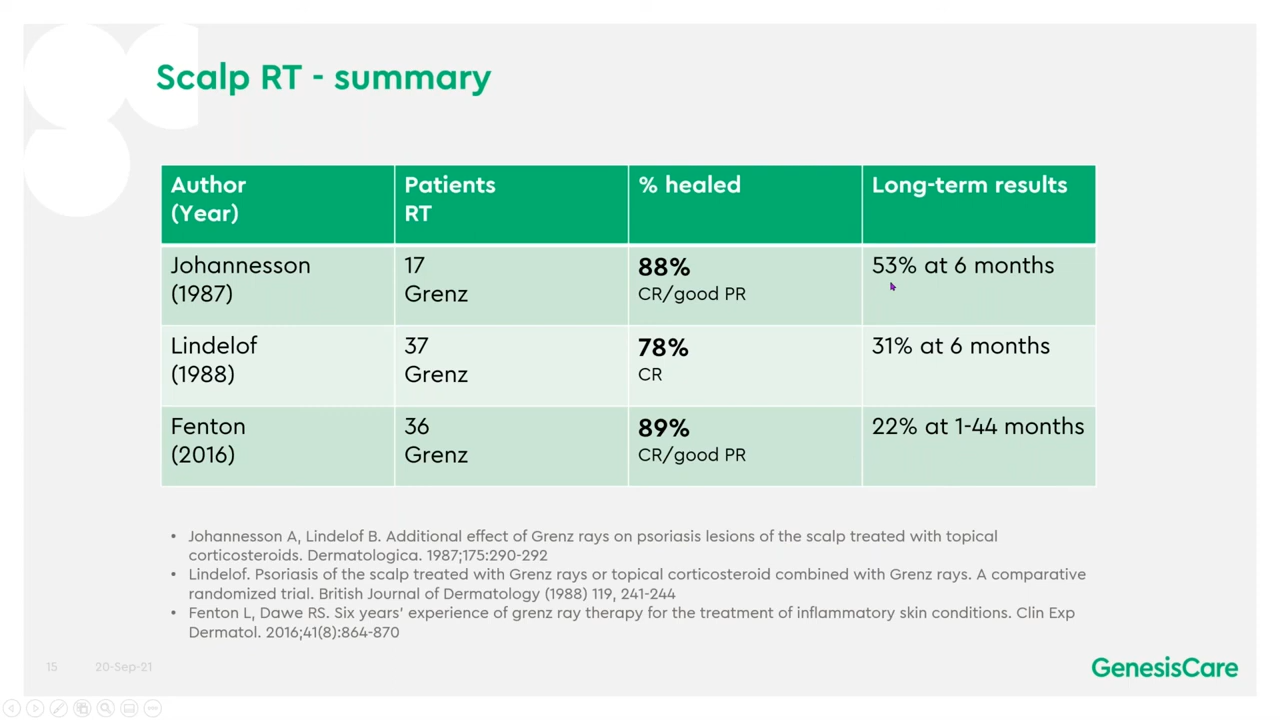 Scalp RT - summary
Author
(Year)
Patients
RT
% healed
Long-term results
Johannesson
(1987)
17
Grenz
88%
CR/good PR
53% at 6 months
Lindelof
(1988)
37
Grenz
78%
CR
31% at 6 months
Fenton
(2016)
36
Grenz
89%
CR/good PR
22% at 1-44 months
• Johannesson A, Lindelof B. Additional effect of Grenz rays on psoriasis lesions of the scalp treated with topical
corticosteroids. Dermatologica. 1987;175:290-292
• Lindelof. Psoriasis of the scalp treated with Grenz rays or topical corticosteroid combined with Grenz rays. A comparative
randomized trial. British Journal of Dermatology (1988) 119, 241-244
• Fenton L, Dawe RS. Six years' experience of grenz ray therapy for the treatment of inflammatory skin conditions. Clin Exp
Dermatol. 2016;41(8):864-870
15
20-Sep-21
GenesisCare